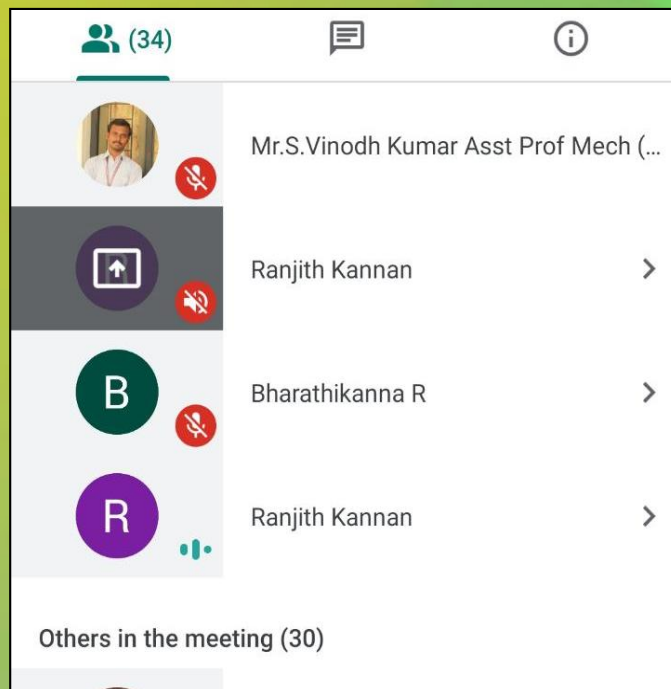 (34)
Mr.S.Vinodh Kumar Asst Prof Mech (...
Ranjith Kannan
B
Bharathikanna R
R
Ranjith Kannan
Others in the meeting (30)